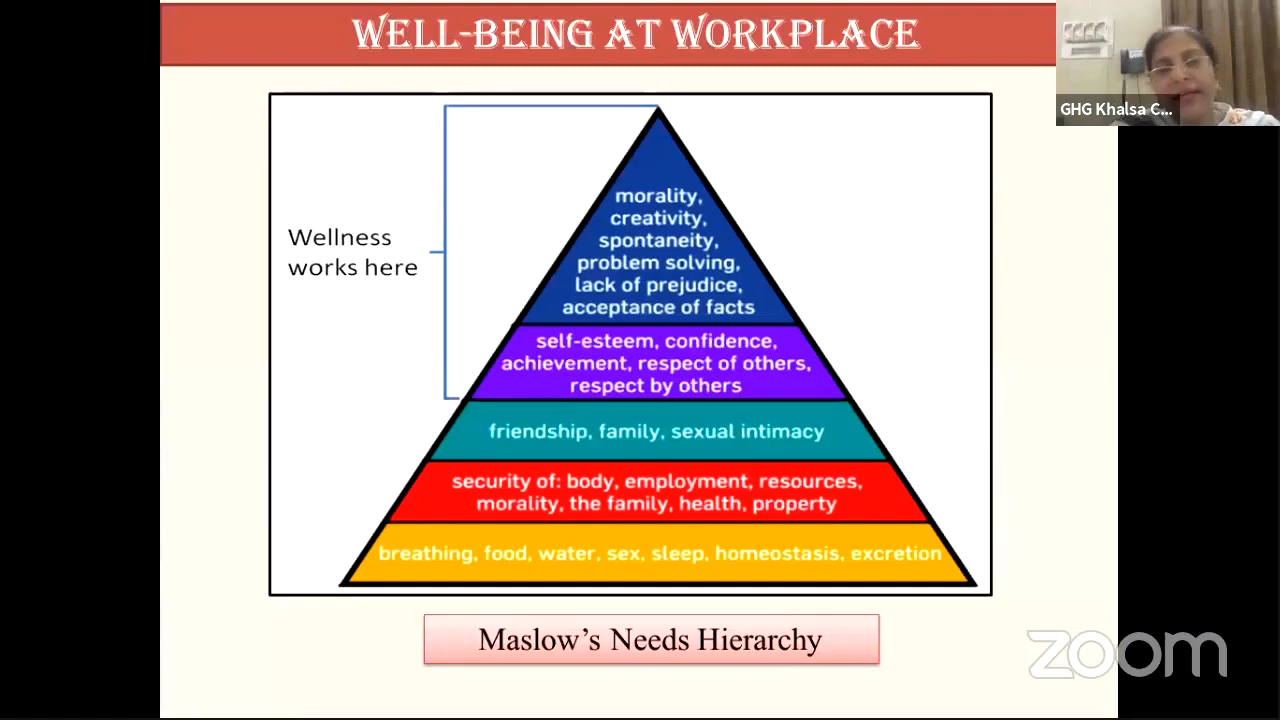 WELL-BEING AT WORKPLACE
GHG Khalsa C...
Wellness
works here
morality,
creativity,
spontaneity,
problem solving,
lack of prejudice,
acceptance of facts
self-esteem, confidence,
achievement, respect of others,
respect by others
friendship, family, sexual intimacy
security of: body, employment, resources,
morality, the family, health, property
breathing, food, water, sex, sleep, homeostasis, excretion
Maslow’s Needs Hierarchy
zoom